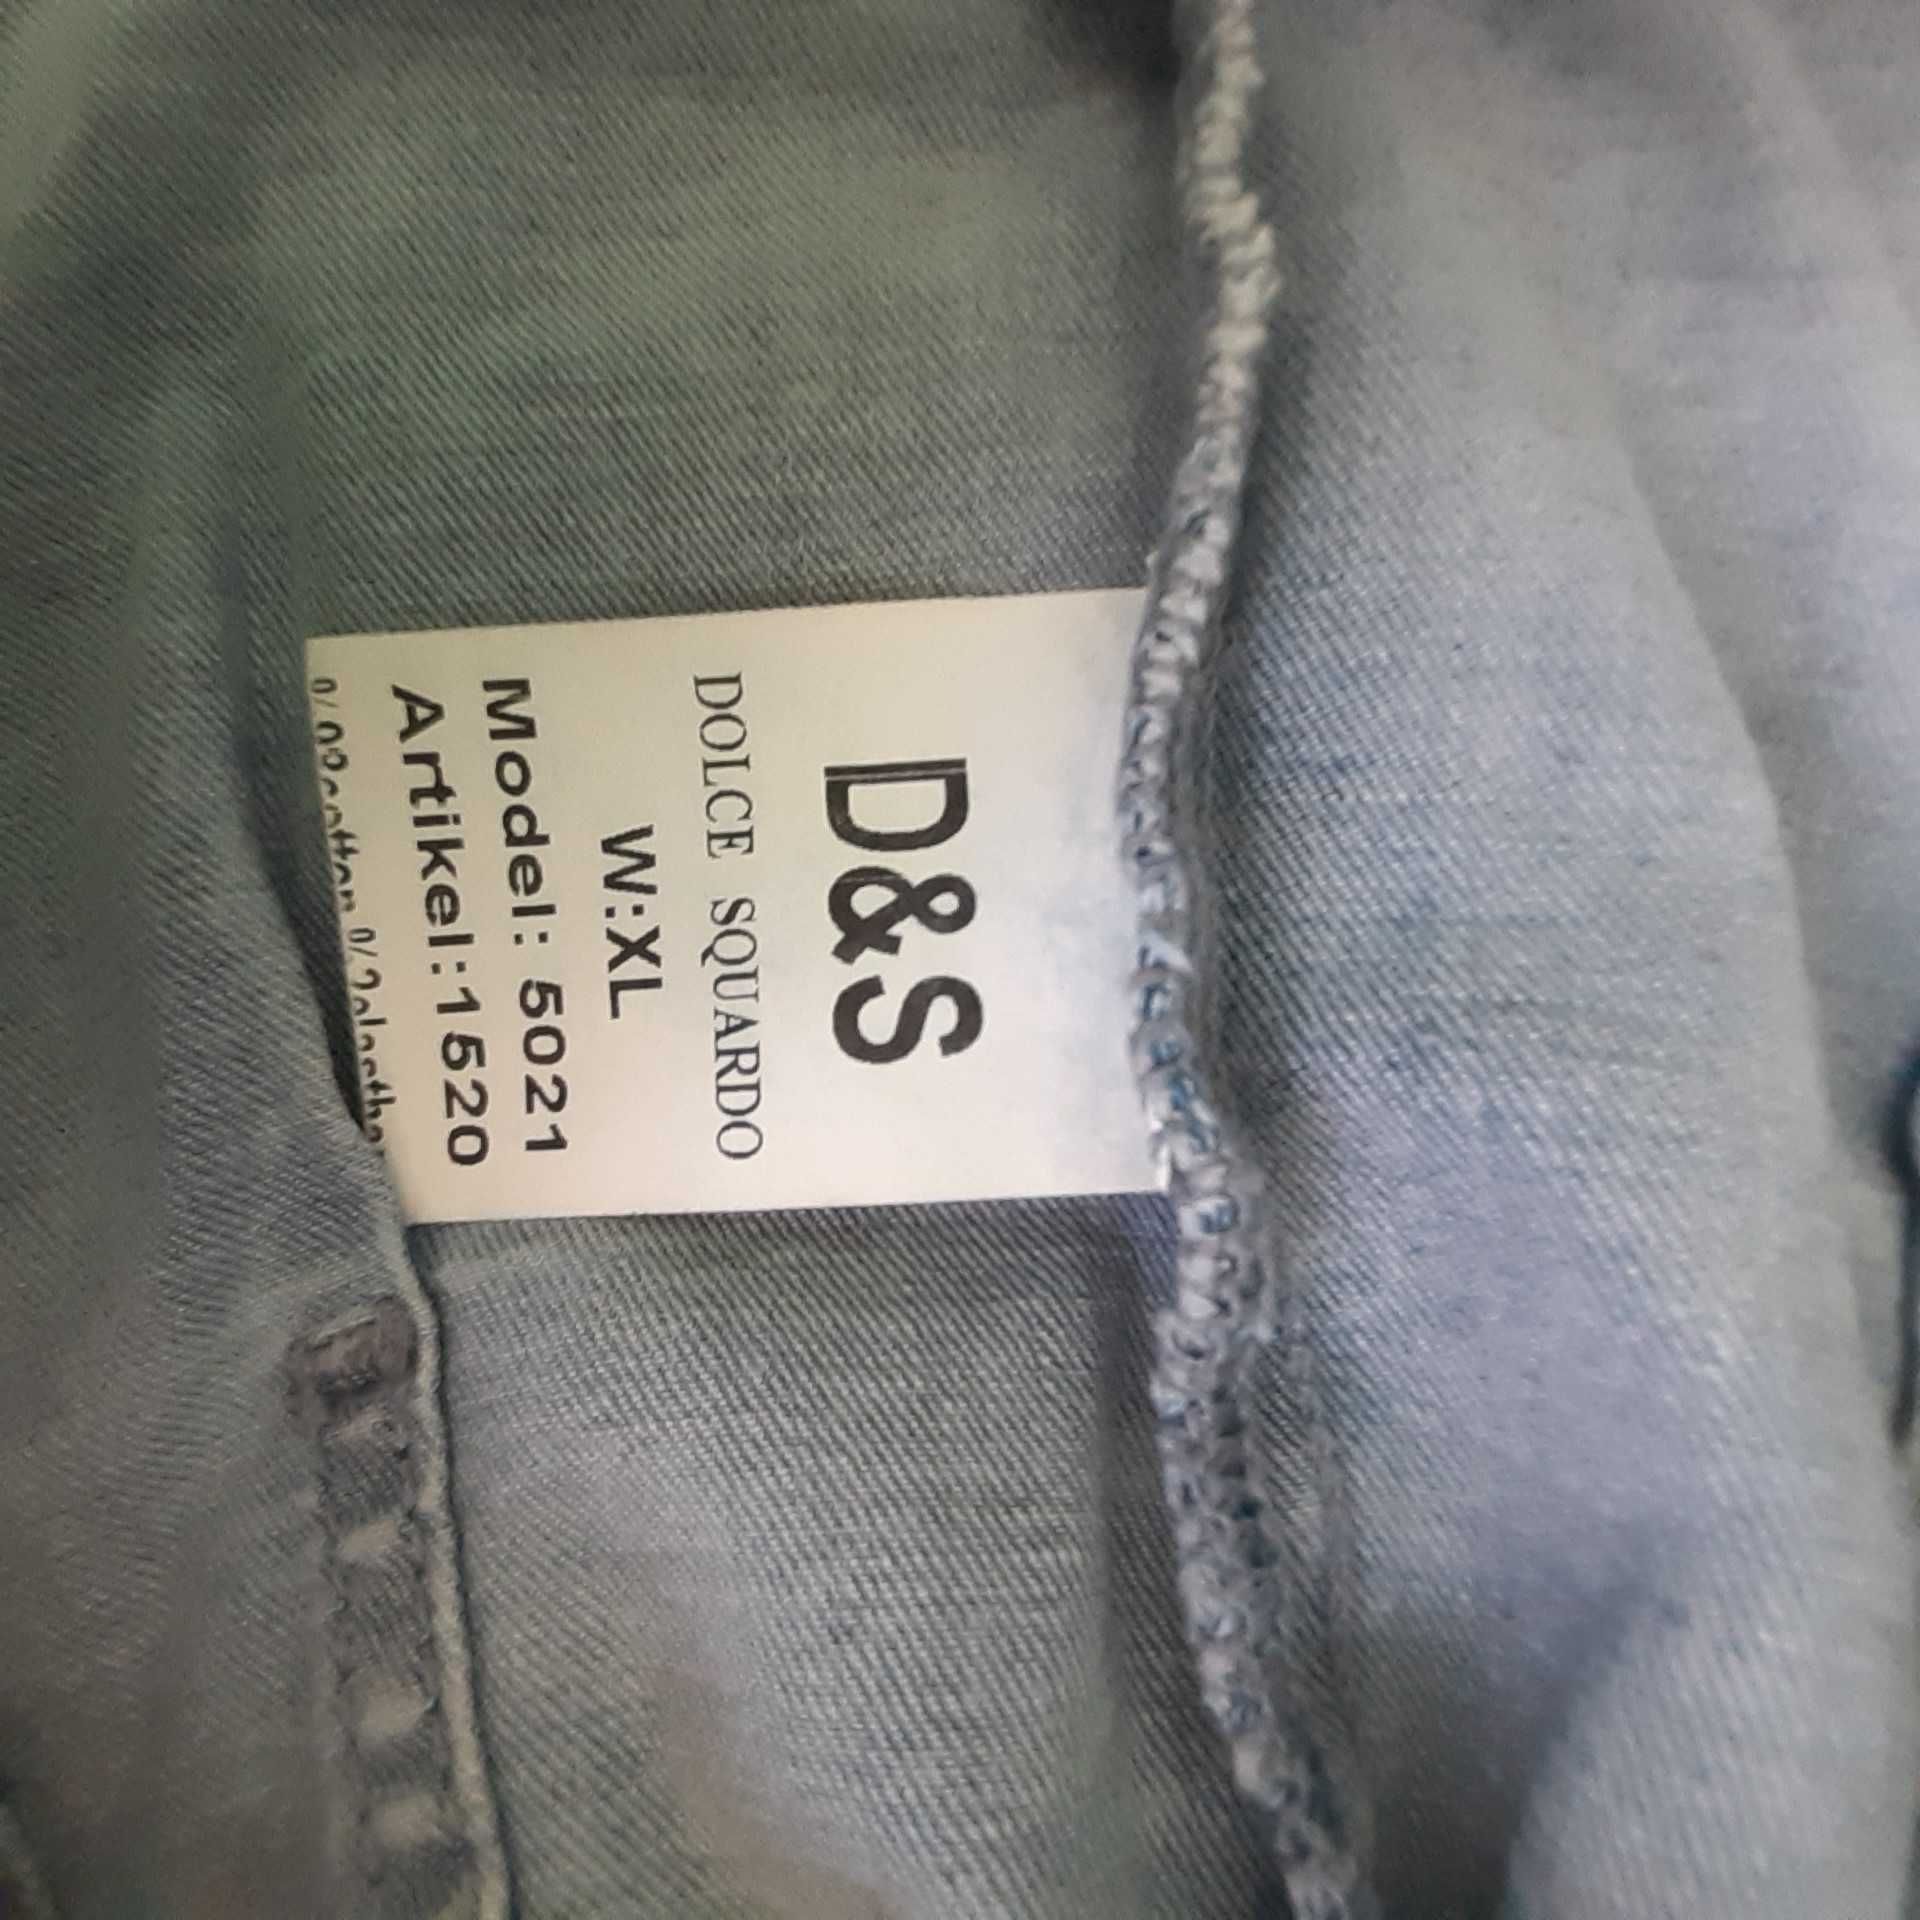 D&S
DOLCE SQUARDO
W:XL
Model: 5021
Artikel:1520